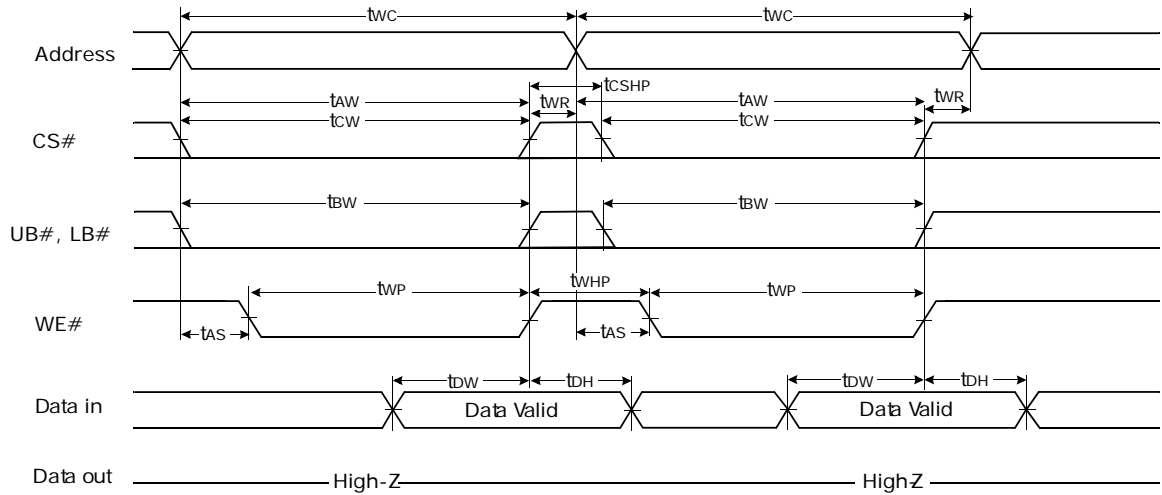 tWC tWC
Address
tCSHP
tAW tWR tAW tWR
tCW tCW
CS#
tBW tBW
UB#, LB#
tWP tWHP tWP
WE#
tAS tAS
tDW tDH tDW tDH
Data in Data Valid Data Valid
Data out High-Z High-Z